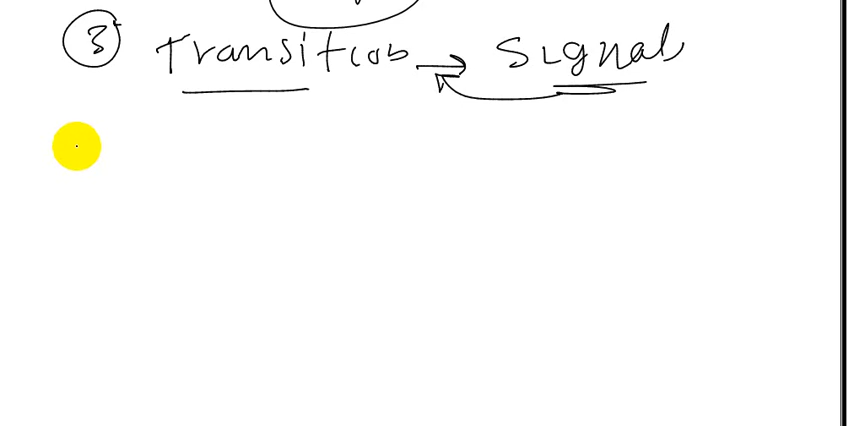 ③ Transition → Signal